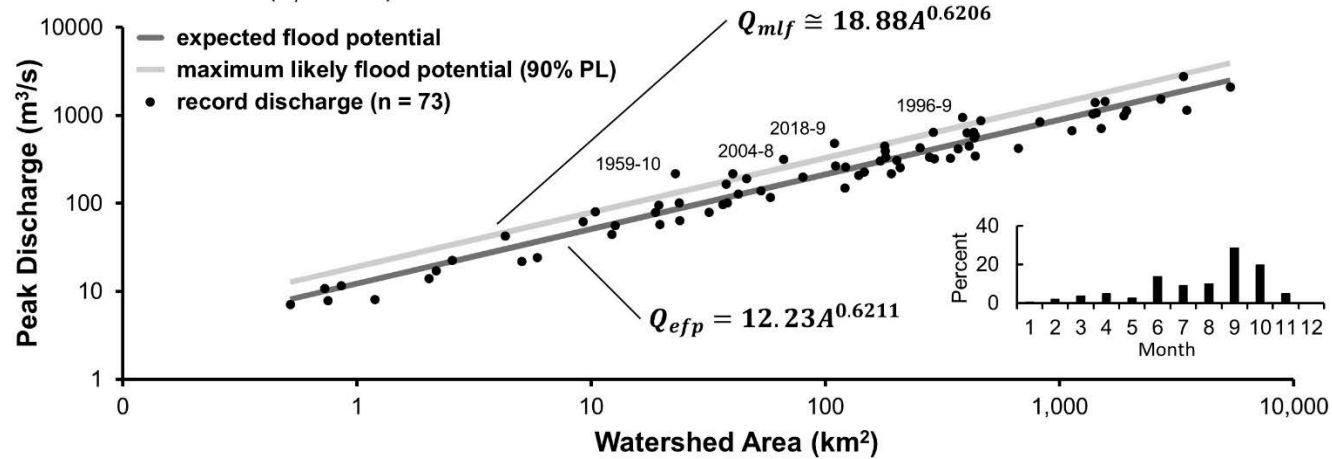 10000
1000
100
10
1
Peak Discharge (m³/s)
expected flood potential
maximum likely flood potential (90% PL)
record discharge (n = 73)
Q_mlf ≅ 18.88A^0.6206
1996-9
2018-9
2004-8
1959-10
Q_efp = 12.23A^0.6211
Percent
40
20
0
1 2 3 4 5 6 7 8 9 10 11 12
Month
0 1 10 100 1,000 10,000
Watershed Area (km²)